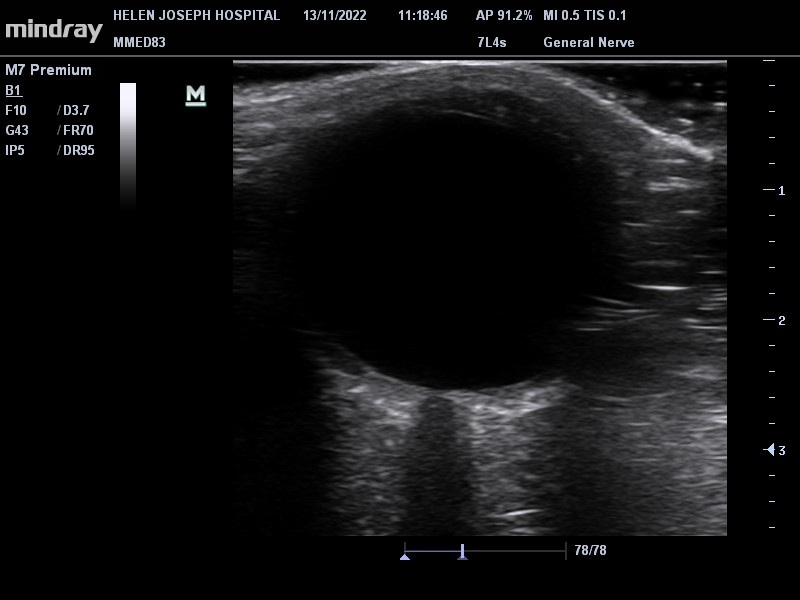 mindray
HELEN JOSEPH HOSPITAL 13/11/2022 11:18:46 AP 91.2% MI 0.5 TIS 0.1
MMED83 7L4s General Nerve
M7 Premium
B1
F10 / D3.7
G43 / FR70
IP5 / DR95
M
1
2
3
78/78